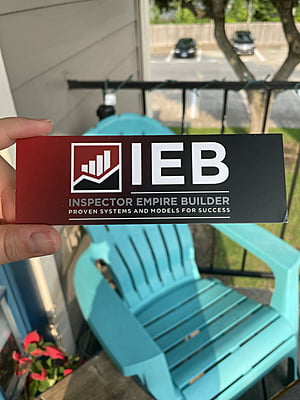 IEB
INSPECTOR EMPIRE BUILDER
PROVEN SYSTEMS AND MODELS FOR SUCCESS